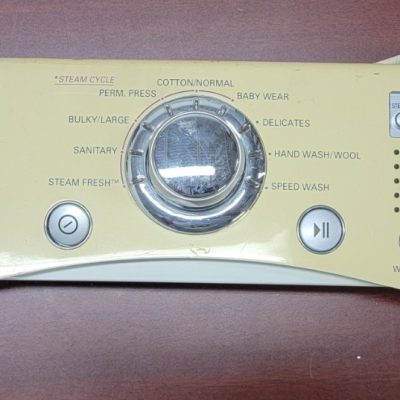 *STEAM CYCLE
COTTON/NORMAL
PERM. PRESS
BABY WEAR
BULKY/LARGE
DELICATES
SANITARY
HAND WASH/WOOL
STEAM FRESH™
SPEED WASH